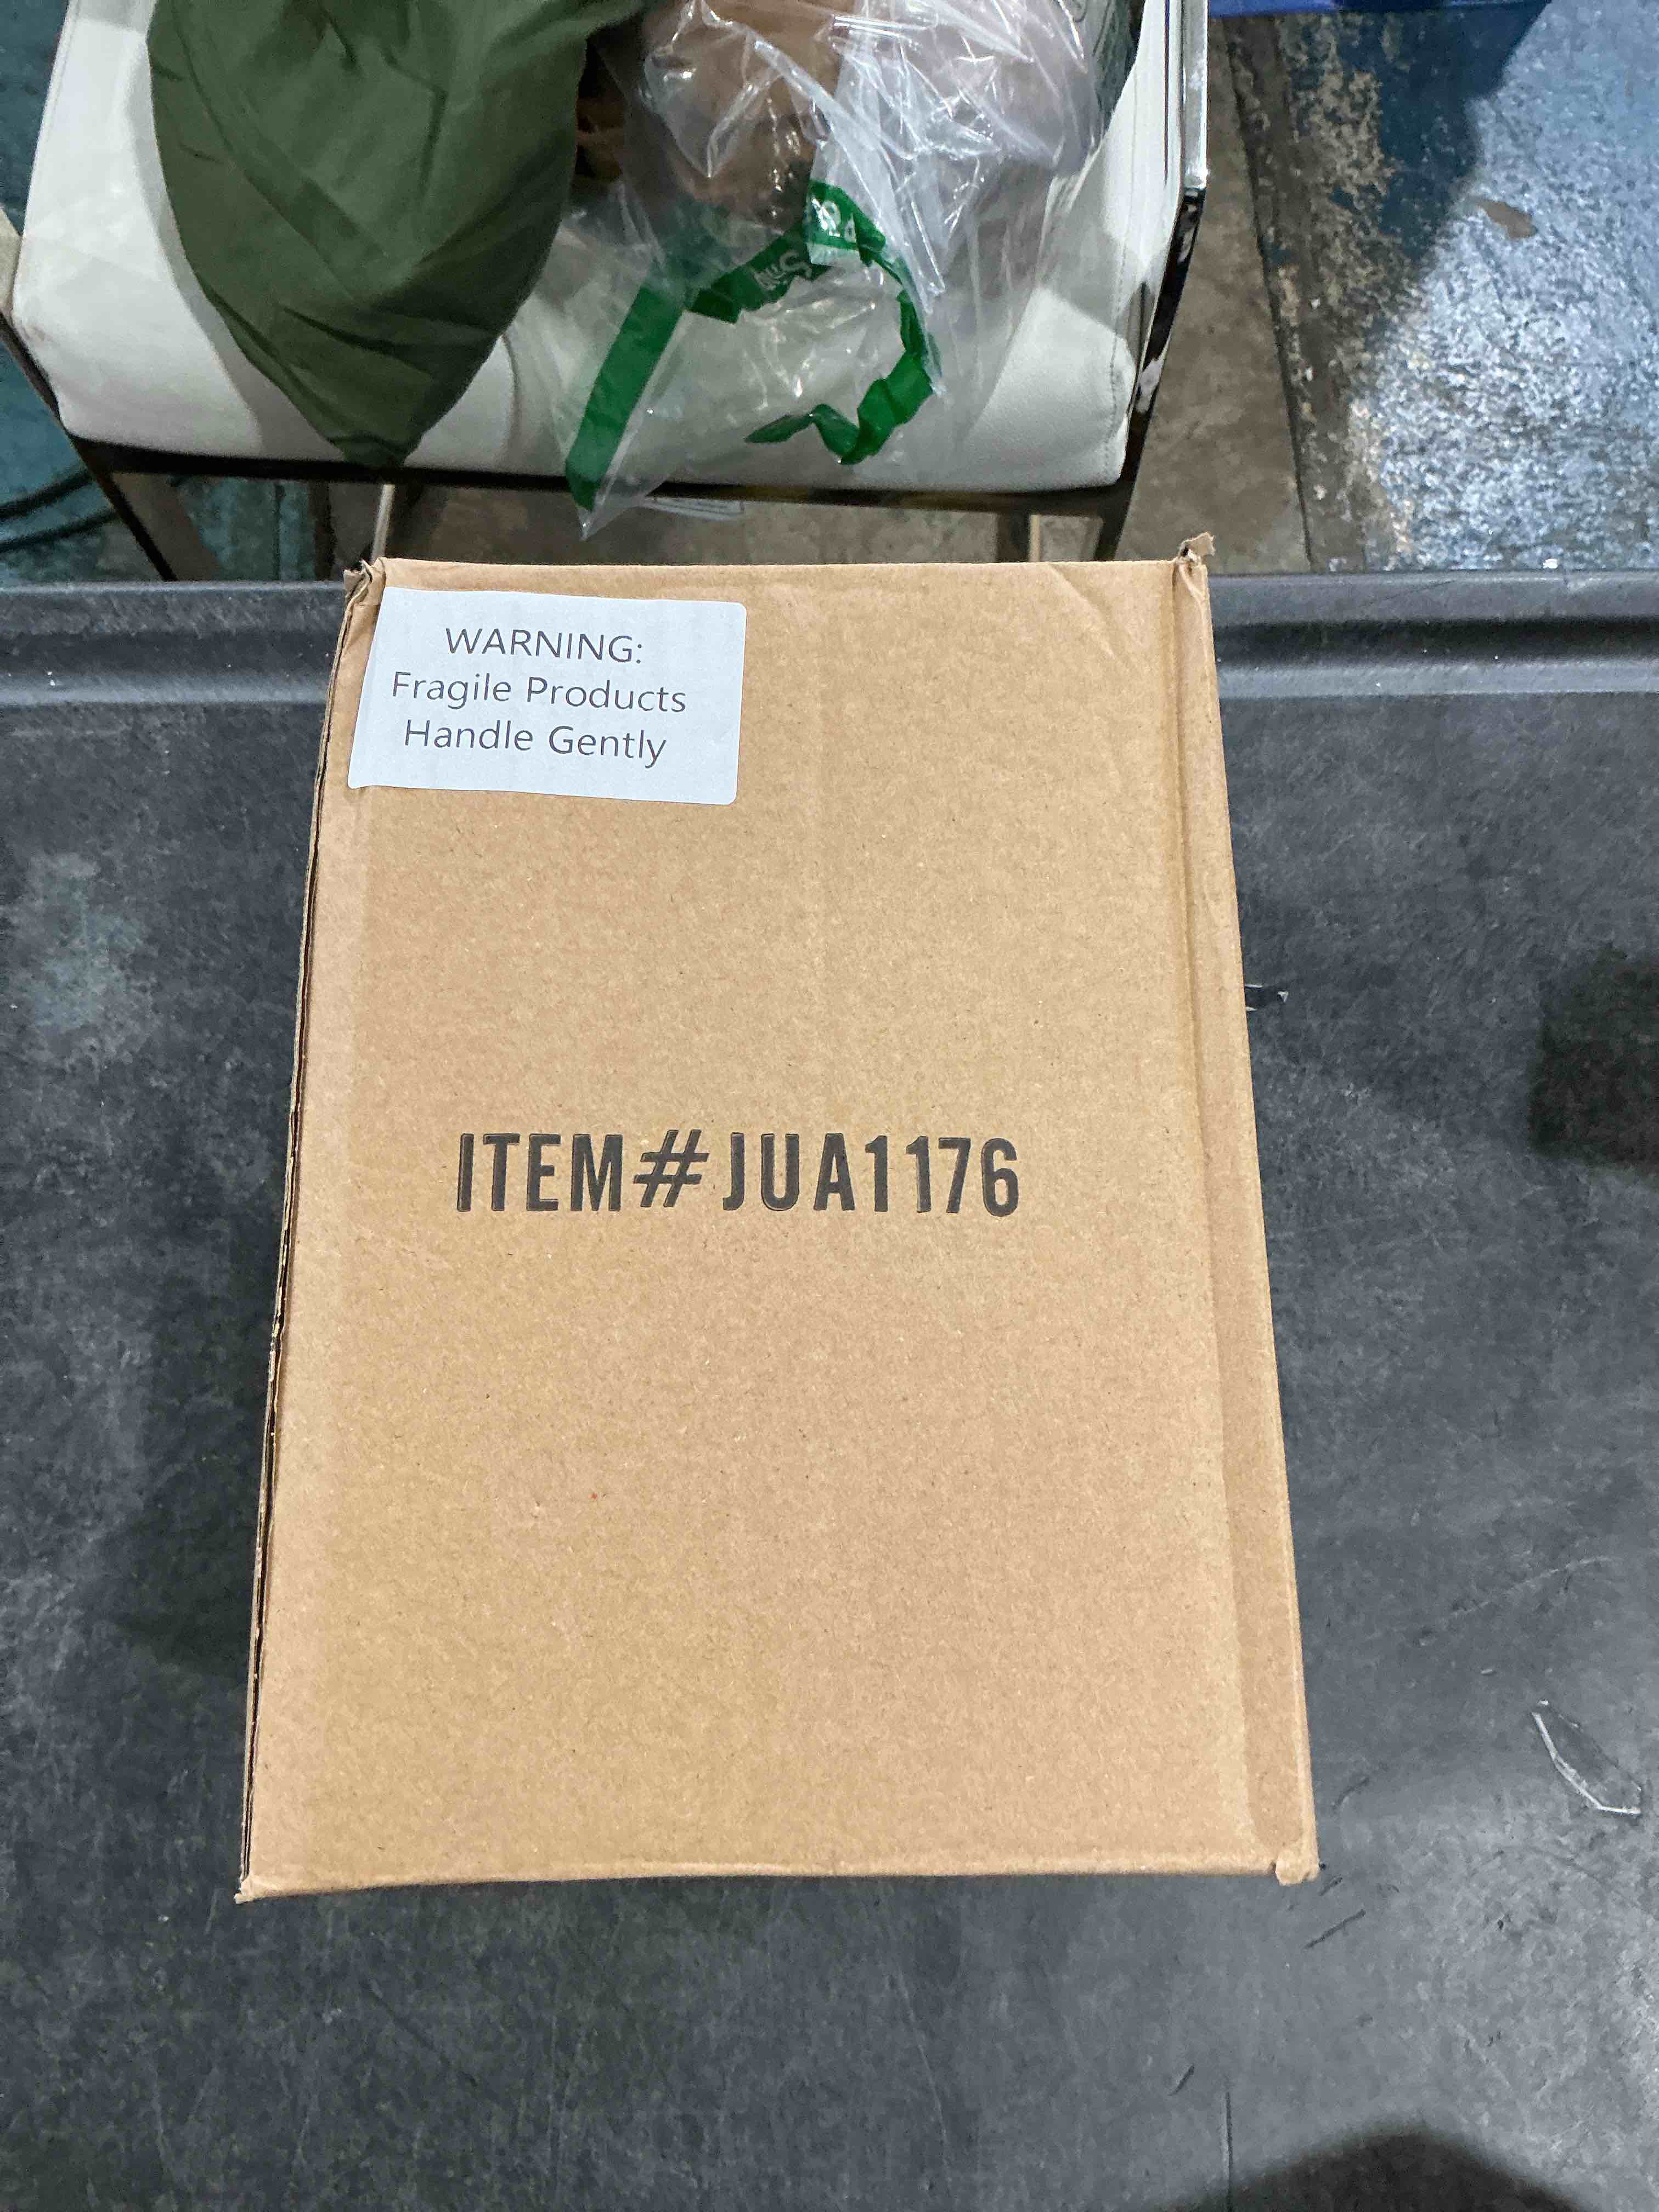 WARNING:
Fragile Products
Handle Gently
ITEM#JUA1176